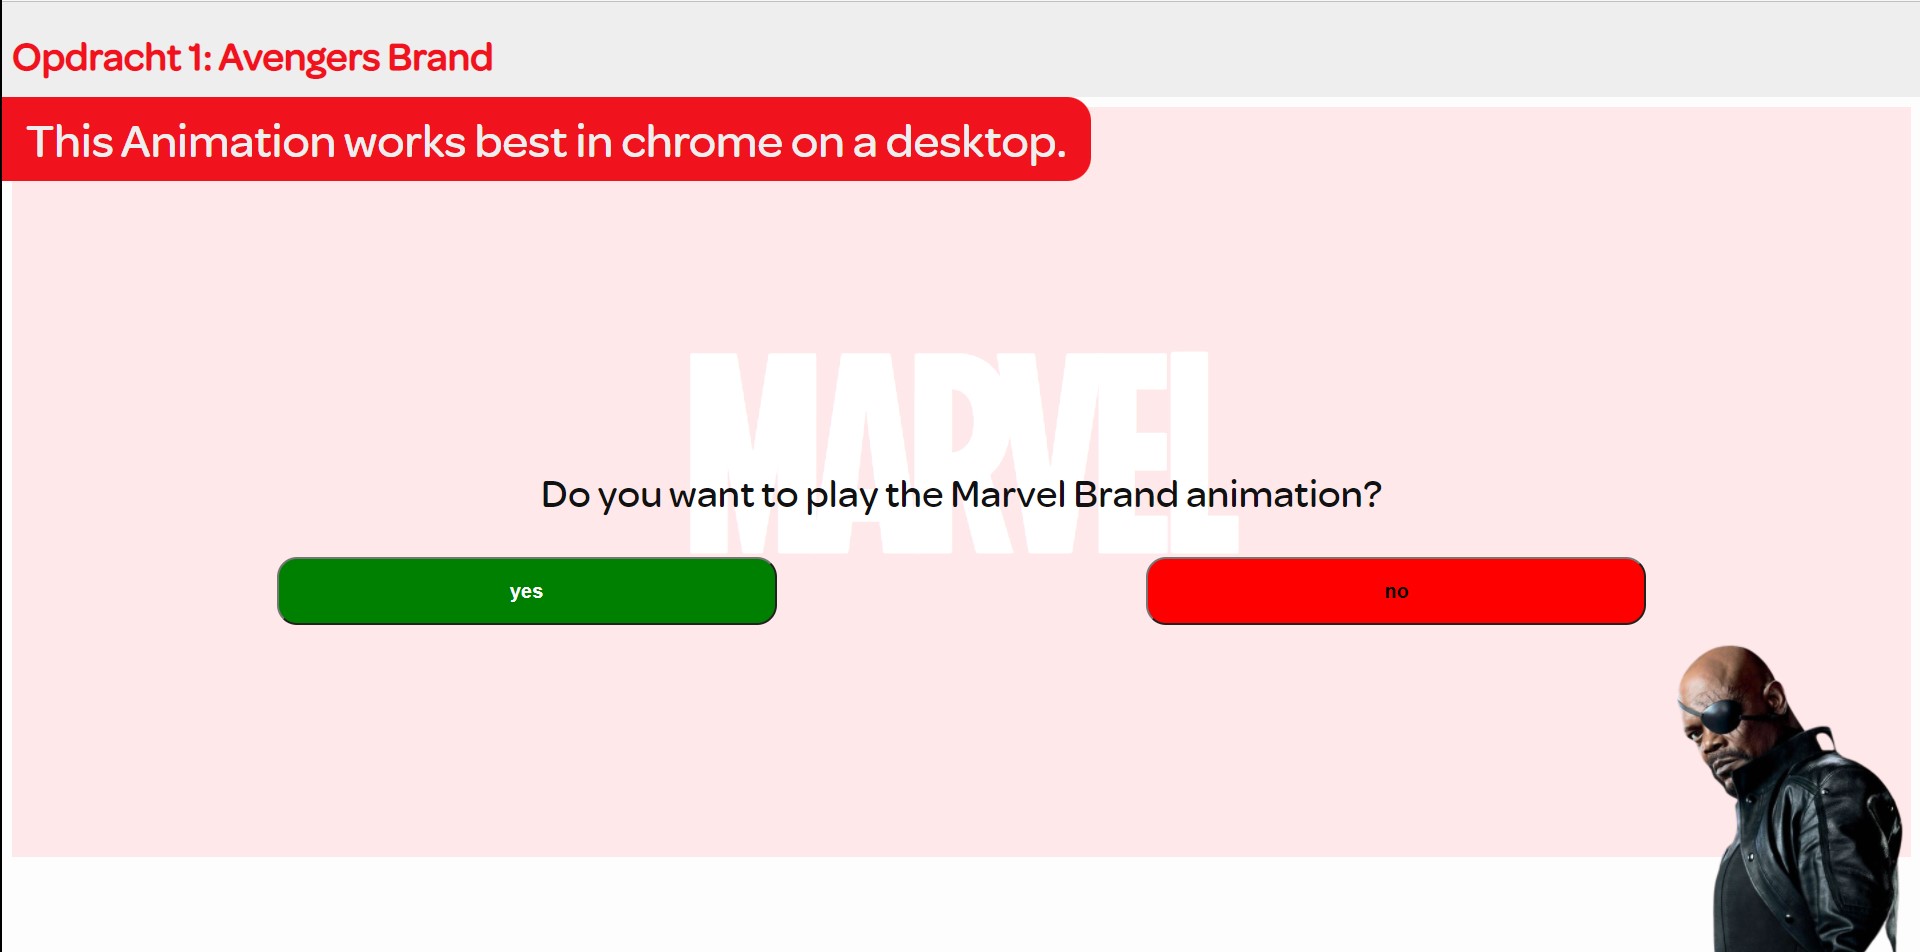 Opdracht 1: Avengers Brand
This Animation works best in chrome on a desktop.
MARVEL
Do you want to play the Marvel Brand animation?
yes
no